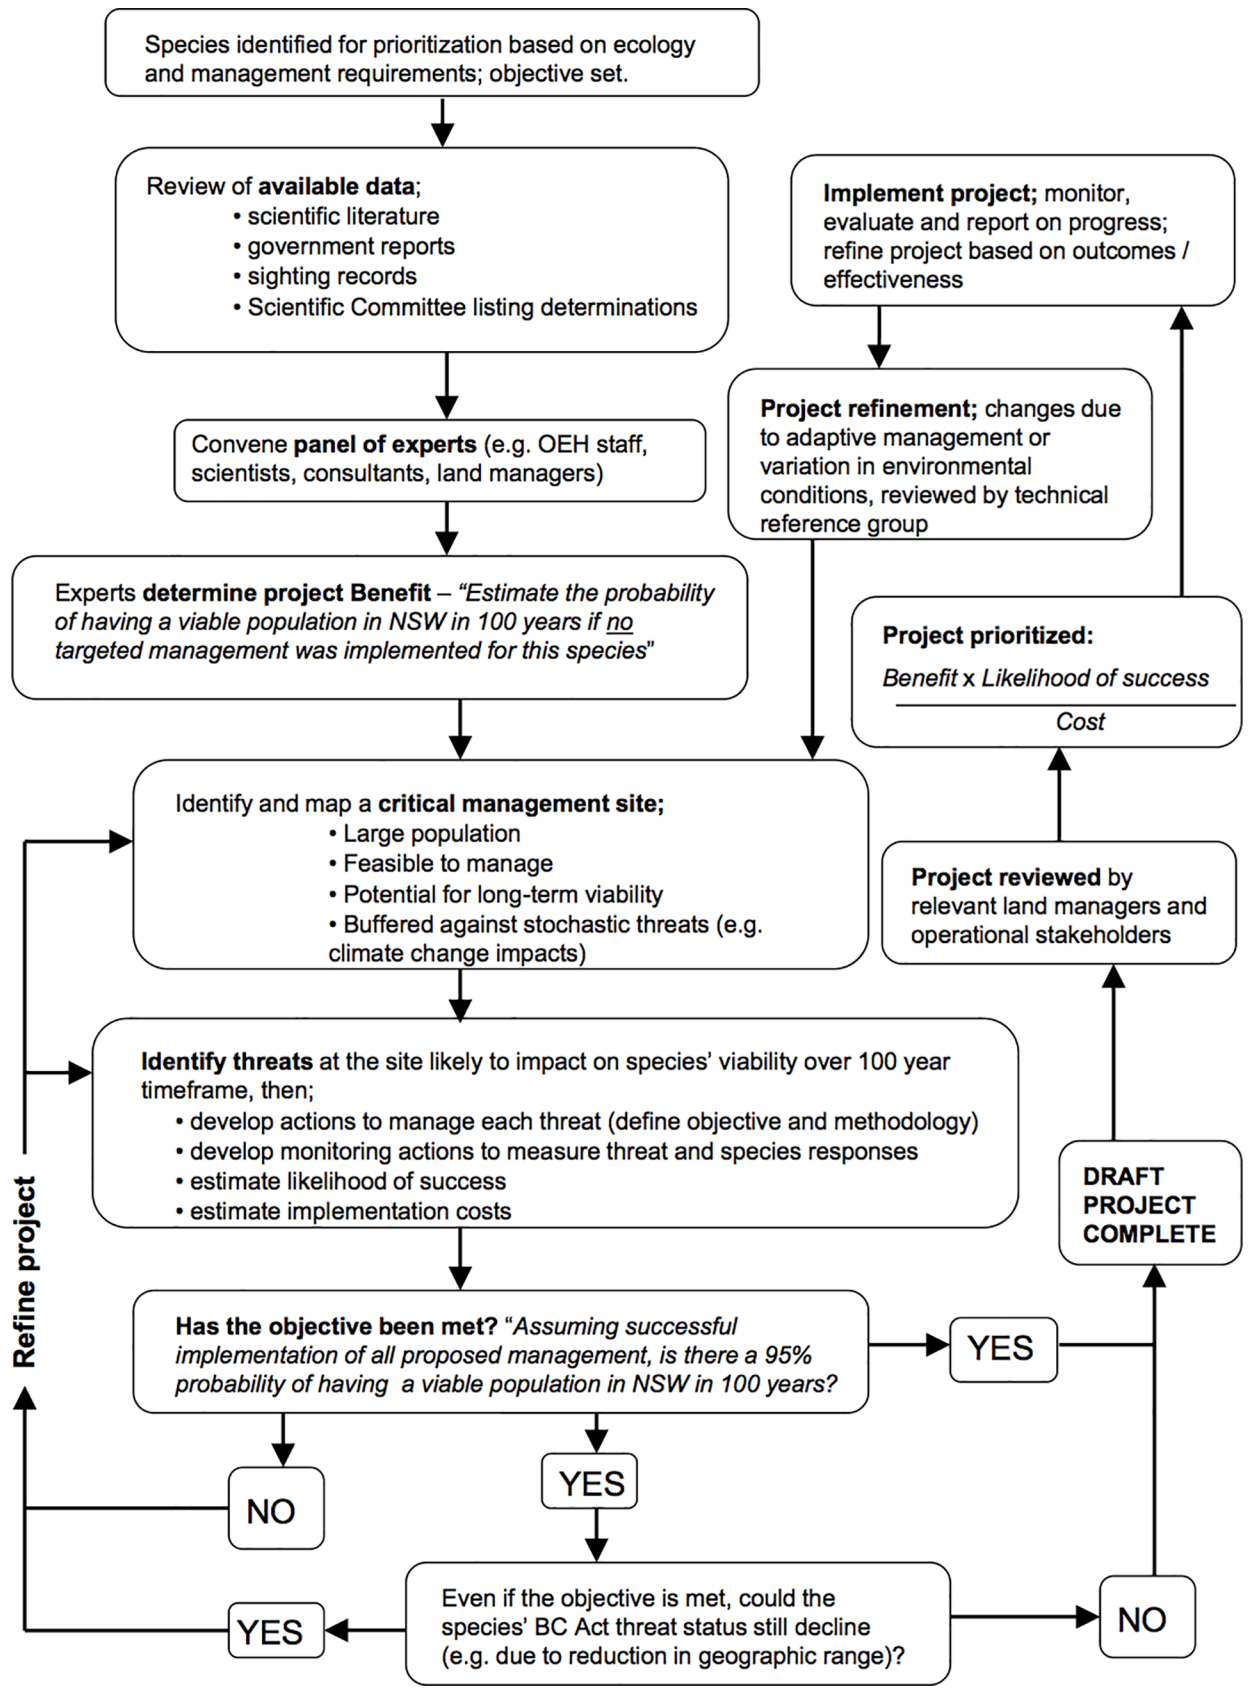 Species identified for prioritization based on ecology
and management requirements; objective set.
Review of available data;
• scientific literature
• government reports
• sighting records
• Scientific Committee listing determinations
Convene panel of experts (e.g. OEH staff,
scientists, consultants, land managers)
Experts determine project Benefit – “Estimate the probability
of having a viable population in NSW in 100 years if no
targeted management was implemented for this species”
Identify and map a critical management site;
• Large population
• Feasible to manage
• Potential for long-term viability
• Buffered against stochastic threats (e.g.
climate change impacts)
Identify threats at the site likely to impact on species’ viability over 100 year
timeframe, then;
• develop actions to manage each threat (define objective and methodology)
• develop monitoring actions to measure threat and species responses
• estimate likelihood of success
• estimate implementation costs
Has the objective been met? “Assuming successful
implementation of all proposed management, is there a 95%
probability of having a viable population in NSW in 100 years?
YES
NO
YES
Even if the objective is met, could the
species’ BC Act threat status still decline
(e.g. due to reduction in geographic range)?
YES
NO
Refine project
DRAFT
PROJECT
COMPLETE
Project reviewed by
relevant land managers and
operational stakeholders
Project prioritized:
Benefit x Likelihood of success
Cost
Implement project; monitor,
evaluate and report on progress;
refine project based on outcomes /
effectiveness
Project refinement; changes due
to adaptive management or
variation in environmental
conditions, reviewed by technical
reference group